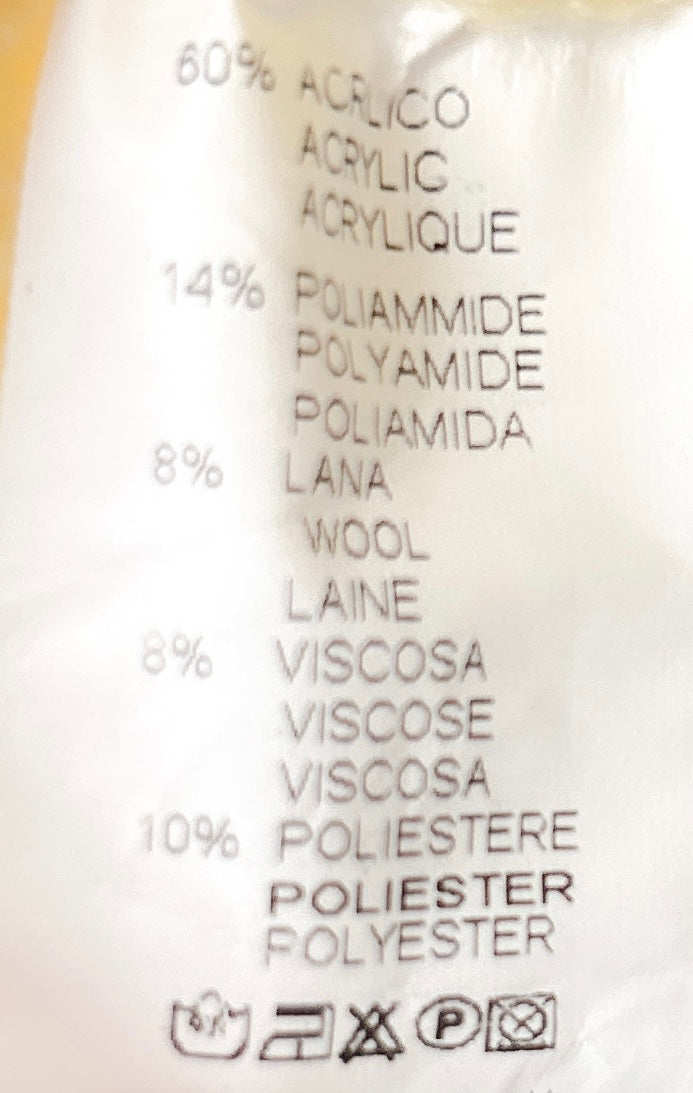 60% ACRLICO
ACRYLIC
ACRYLIQUE
14% POLIAMMIDE
POLYAMIDE
POLIAMIDA
8% LANA
WOOL
LAINE
8% VISCOSA
VISCOSE
VISCOSA
10% POLIESTERE
POLIESTER
POLYESTER
P